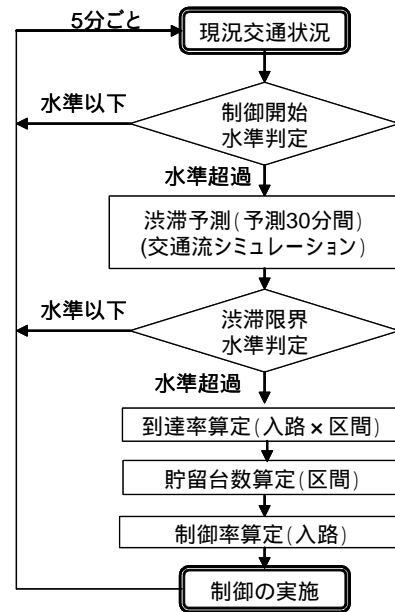 5分ごと
現況交通状況
水準以下
制御開始
水準判定
水準超過
渋滞予測(予測30分間)
(交通流シミュレーション)
水準以下
渋滞限界
水準判定
水準超過
到達率算定(入路×区間)
貯留台数算定(区間)
制御率算定(入路)
制御の実施